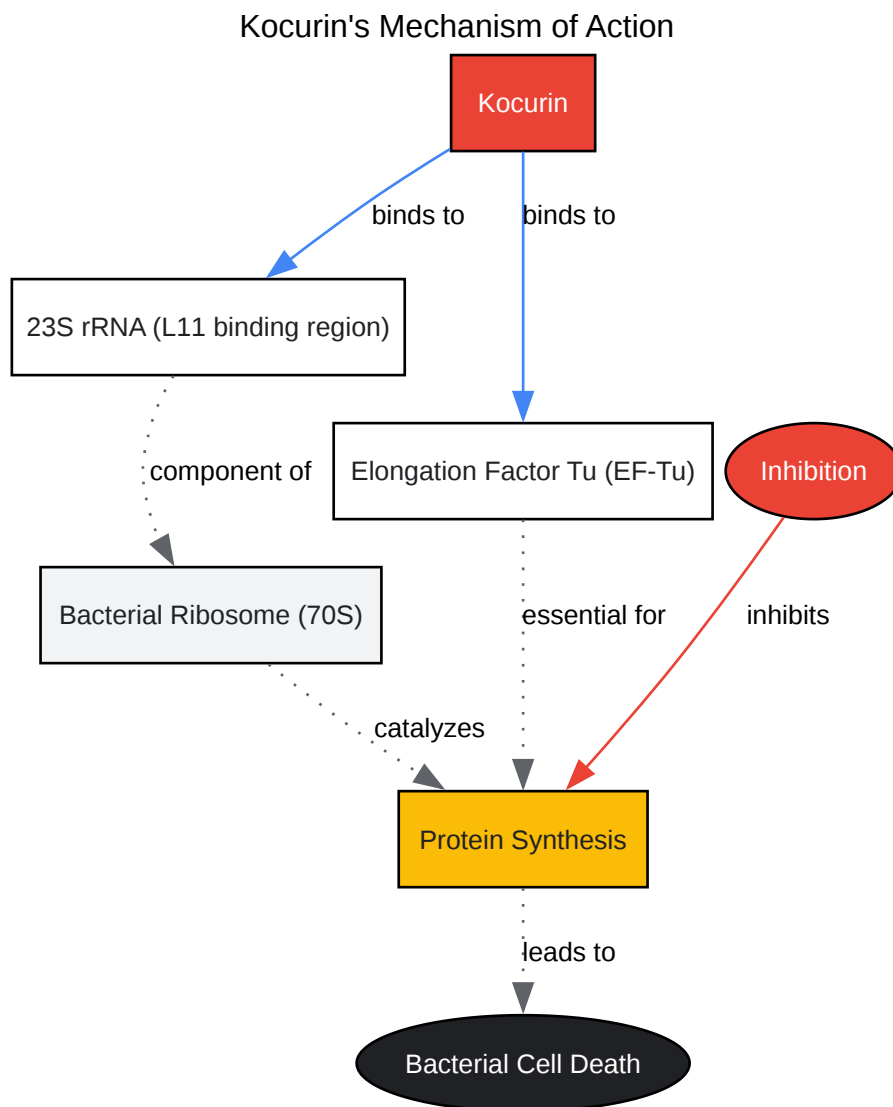 Kocurin's Mechanism of Action
Kocurin
binds to
binds to
23S rRNA (L11 binding region)
Elongation Factor Tu (EF-Tu)
Inhibition
component of
Bacterial Ribosome (70S)
essential for
inhibits
catalyzes
Protein Synthesis
leads to
Bacterial Cell Death